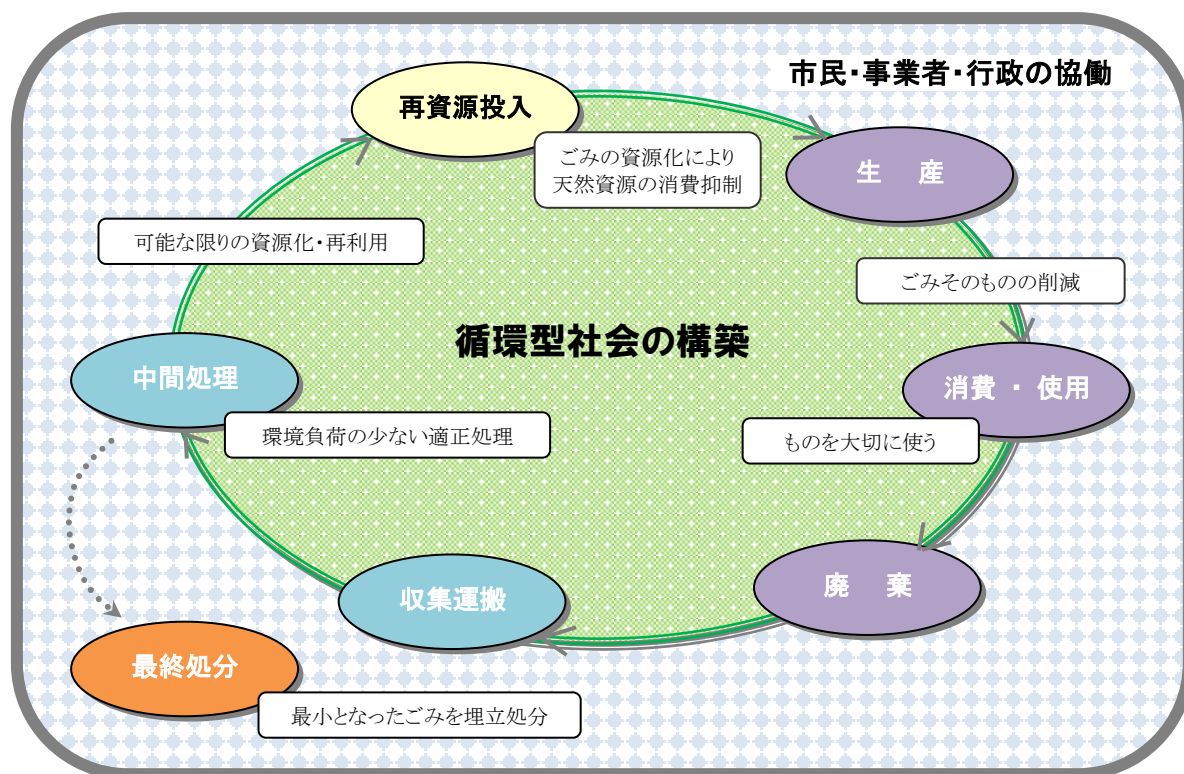 市民・事業者・行政の協働
再資源投入
ごみの資源化により
天然資源の消費抑制
生　産
可能な限りの資源化・再利用
ごみそのものの削減
循環型社会の構築
中間処理
消費 ・ 使用
環境負荷の少ない適正処理
ものを大切に使う
廃　棄
収集運搬
最終処分
最小となったごみを埋立処分